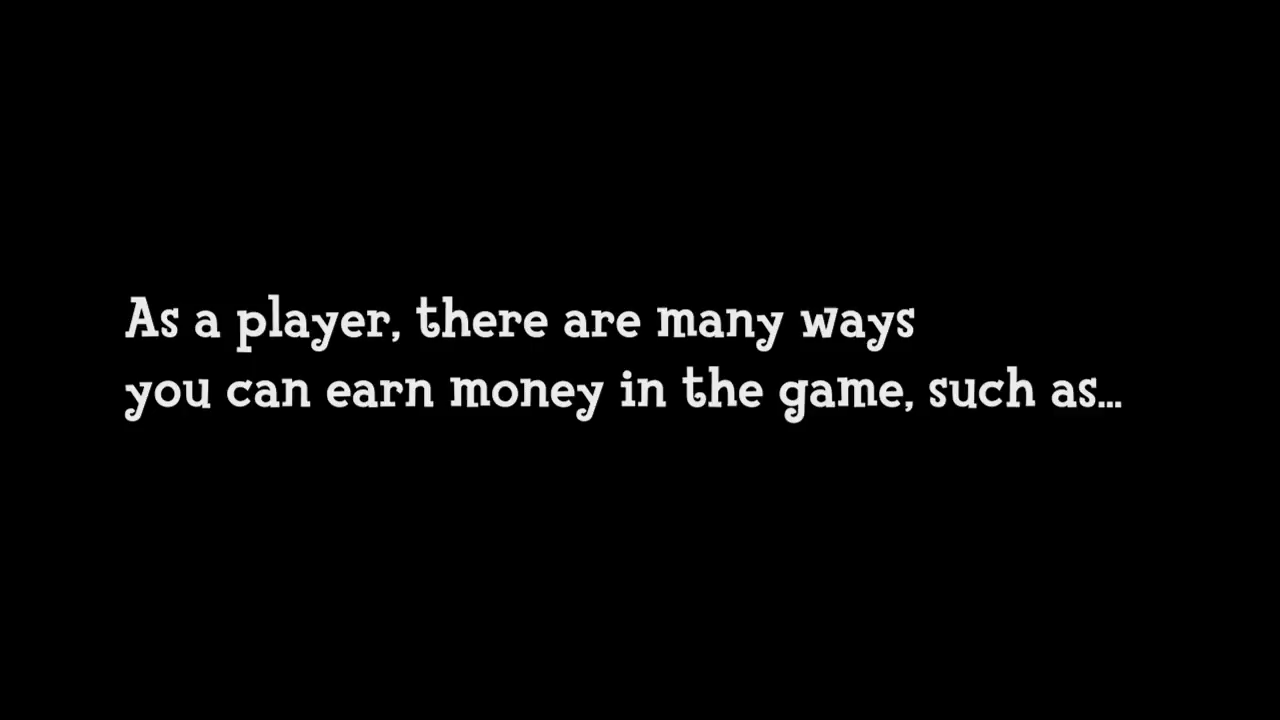 As a player, there are many ways
you can earn money in the game, such as...